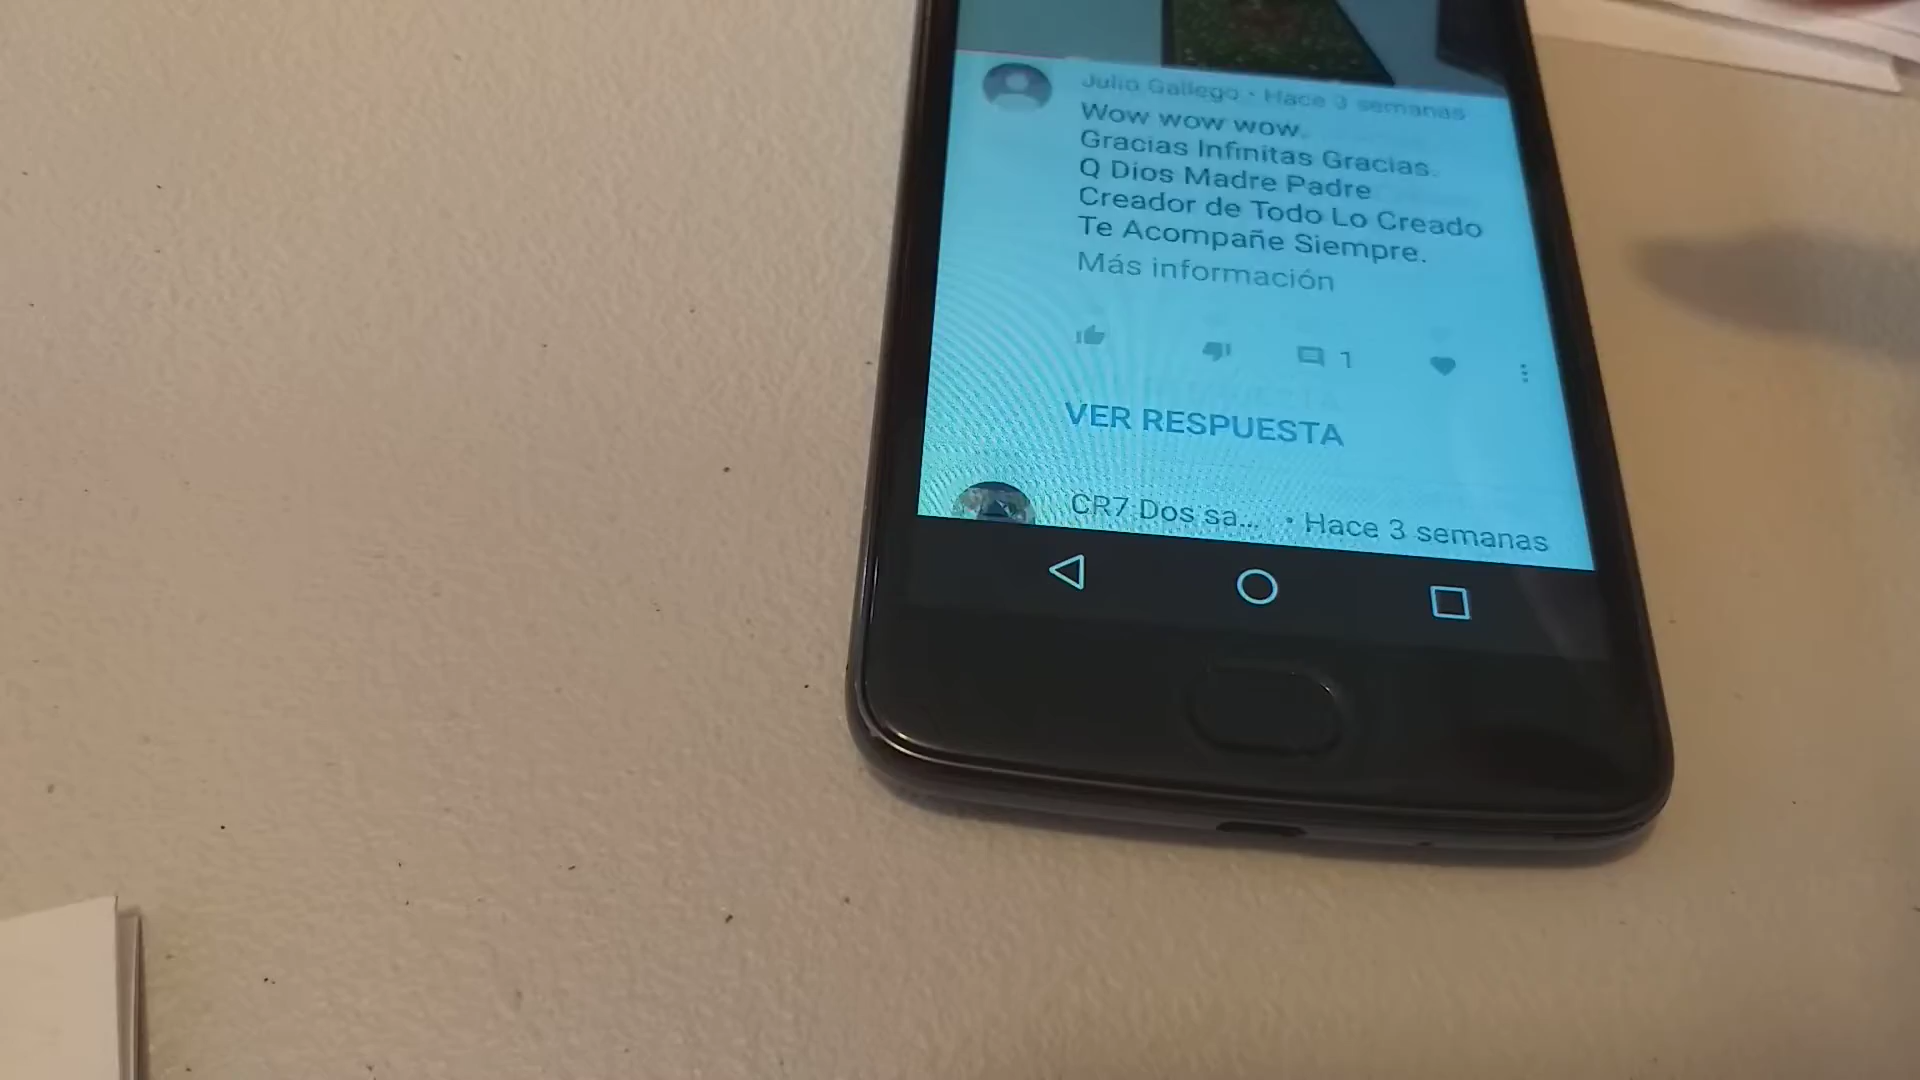 Julio Gallego • Hace 3 semanas
Wow wow wow.
Gracias Infinitas Gracias.
Q Dios Madre Padre
Creador de Todo Lo Creado
Te Acompañe Siempre.
Más información
1
VER RESPUESTA
CR7 Dos sa... • Hace 3 semanas